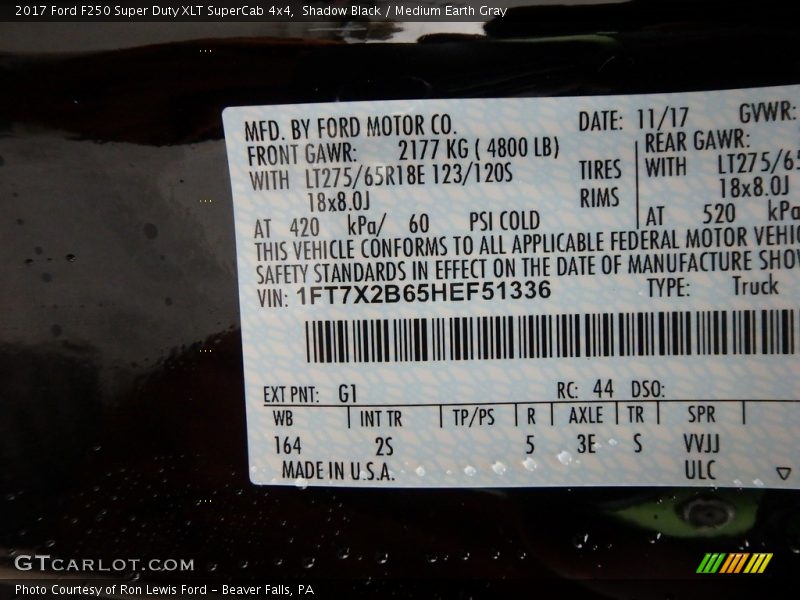 2017 Ford F250 Super Duty XLT SuperCab 4x4, Shadow Black / Medium Earth Gray
MFD. BY FORD MOTOR CO. DATE: 11/17 GVWR:
FRONT GAWR: 2177 KG ( 4800 LB) REAR GAWR:
WITH LT275/65R18E 123/120S TIRES WITH LT275/65
18x8.0J RIMS 18x8.0J
AT 420 kPa/ 60 PSI COLD AT 520 kPa
THIS VEHICLE CONFORMS TO ALL APPLICABLE FEDERAL MOTOR VEHIC
SAFETY STANDARDS IN EFFECT ON THE DATE OF MANUFACTURE SHOW
VIN: 1FT7X2B65HEF51336 TYPE: Truck
EXT PNT: G1 RC: 44 DSO:
WB INT TR TP/PS R AXLE TR SPR
164 2S 5 3E S VVJJ
MADE IN U.S.A. ULC
GTCARLOT.COM
Photo Courtesy of Ron Lewis Ford - Beaver Falls, PA